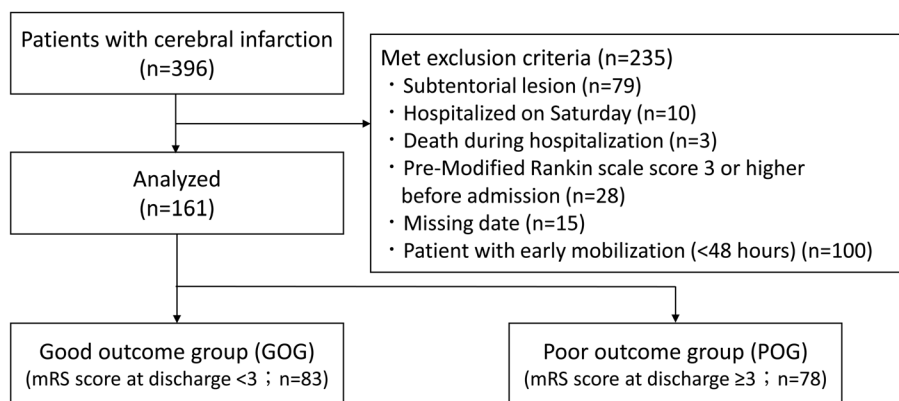 Patients with cerebral infarction
(n=396)
Met exclusion criteria (n=235)
・Subtentorial lesion (n=79)
・Hospitalized on Saturday (n=10)
・Death during hospitalization (n=3)
・Pre-Modified Rankin scale score 3 or higher
before admission (n=28)
・Missing date (n=15)
・Patient with early mobilization (<48 hours) (n=100)
Analyzed
(n=161)
Good outcome group (GOG)
(mRS score at discharge <3；n=83)
Poor outcome group (POG)
(mRS score at discharge ≥3；n=78)